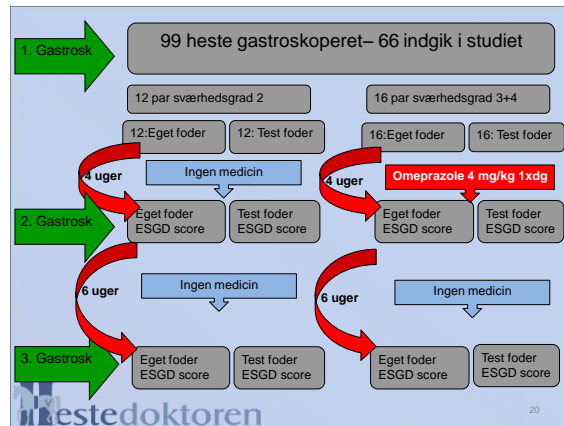 1. Gastrosk
99 heste gastroskoperet– 66 indgik i studiet
12 par sværhedsgrad 2
16 par sværhedsgrad 3+4
12:Eget foder
12: Test foder
16:Eget foder
16: Test foder
4 uger
Ingen medicin
4 uger
Omeprazole 4 mg/kg 1xdg
2. Gastrosk
Eget foder
ESGD score
Test foder
ESGD score
Eget foder
ESGD score
Test foder
ESGD score
6 uger
Ingen medicin
6 uger
Ingen medicin
3. Gastrosk
Eget foder
ESGD score
Test foder
ESGD score
Eget foder
ESGD score
Test foder
ESGD score
Hestedoktoren
20